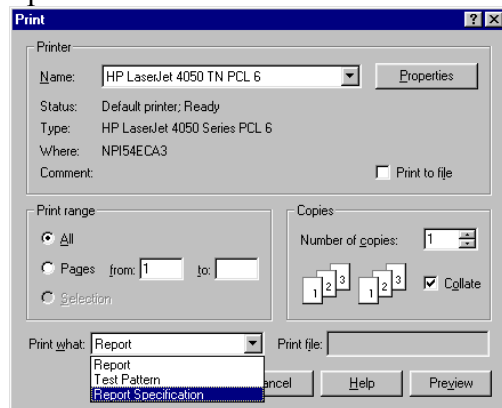 Print
Printer
Name: HP LaserJet 4050 TN PCL 6 Properties
Status: Default printer; Ready
Type: HP LaserJet 4050 Series PCL 6
Where: NPI54ECA3
Comment: Print to file
Print range
All
Pages from: 1 to:
Selection
Copies
Number of copies: 1
1 2 3 1 2 3 Collate
Print what: Report Print file:
Report
Test Pattern
Report Specification
ancel Help Preview